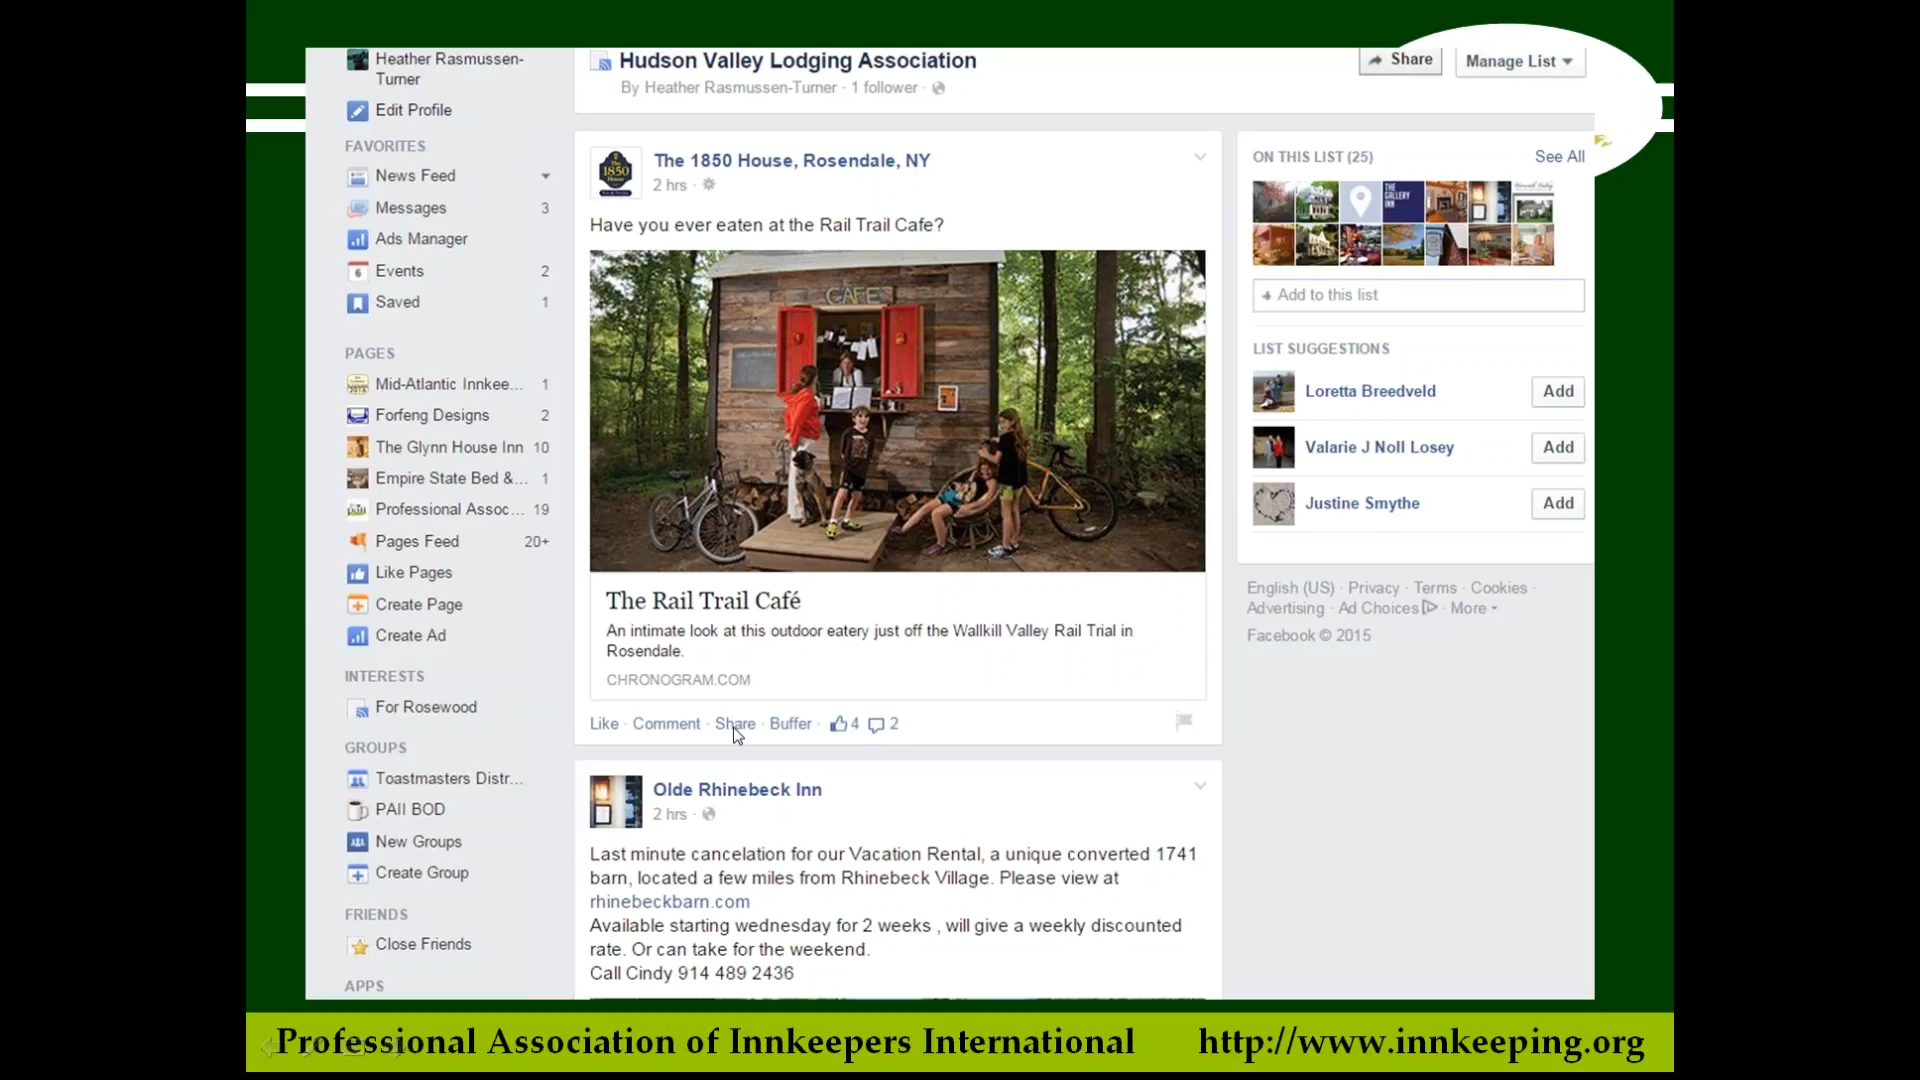 Heather Rasmussen-
Turner
Edit Profile
FAVORITES
News Feed
Messages 3
Ads Manager
6 Events 2
Saved 1
PAGES
Mid-Atlantic Innkee... 1
Forfeng Designs 2
The Glynn House Inn 10
Empire State Bed &... 1
Professional Assoc... 19
Pages Feed 20+
Like Pages
Create Page
Create Ad
INTERESTS
For Rosewood
GROUPS
Toastmasters Distr...
PAII BOD
New Groups
Create Group
FRIENDS
Close Friends
APPS
Hudson Valley Lodging Association
By Heather Rasmussen-Turner · 1 follower ·
Share Manage List
The 1850 House, Rosendale, NY
2 hrs ·
The
1850
House
Have you ever eaten at the Rail Trail Cafe?
CAFE
The Rail Trail Café
An intimate look at this outdoor eatery just off the Wallkill Valley Rail Trial in
Rosendale.
CHRONOGRAM.COM
Like · Comment · Share · Buffer · 4 2
Olde Rhinebeck Inn
2 hrs ·
Last minute cancelation for our Vacation Rental, a unique converted 1741
barn, located a few miles from Rhinebeck Village. Please view at
rhinebeckbarn.com
Available starting wednesday for 2 weeks , will give a weekly discounted
rate. Or can take for the weekend.
Call Cindy 914 489 2436
ON THIS LIST (25) See All
THE
GALLERY
INN
+ Add to this list
LIST SUGGESTIONS
Loretta Breedveld Add
Valarie J Noll Losey Add
Justine Smythe Add
English (US) · Privacy · Terms · Cookies ·
Advertising · Ad Choices · More
Facebook © 2015
Professional Association of Innkeepers International http://www.innkeeping.org